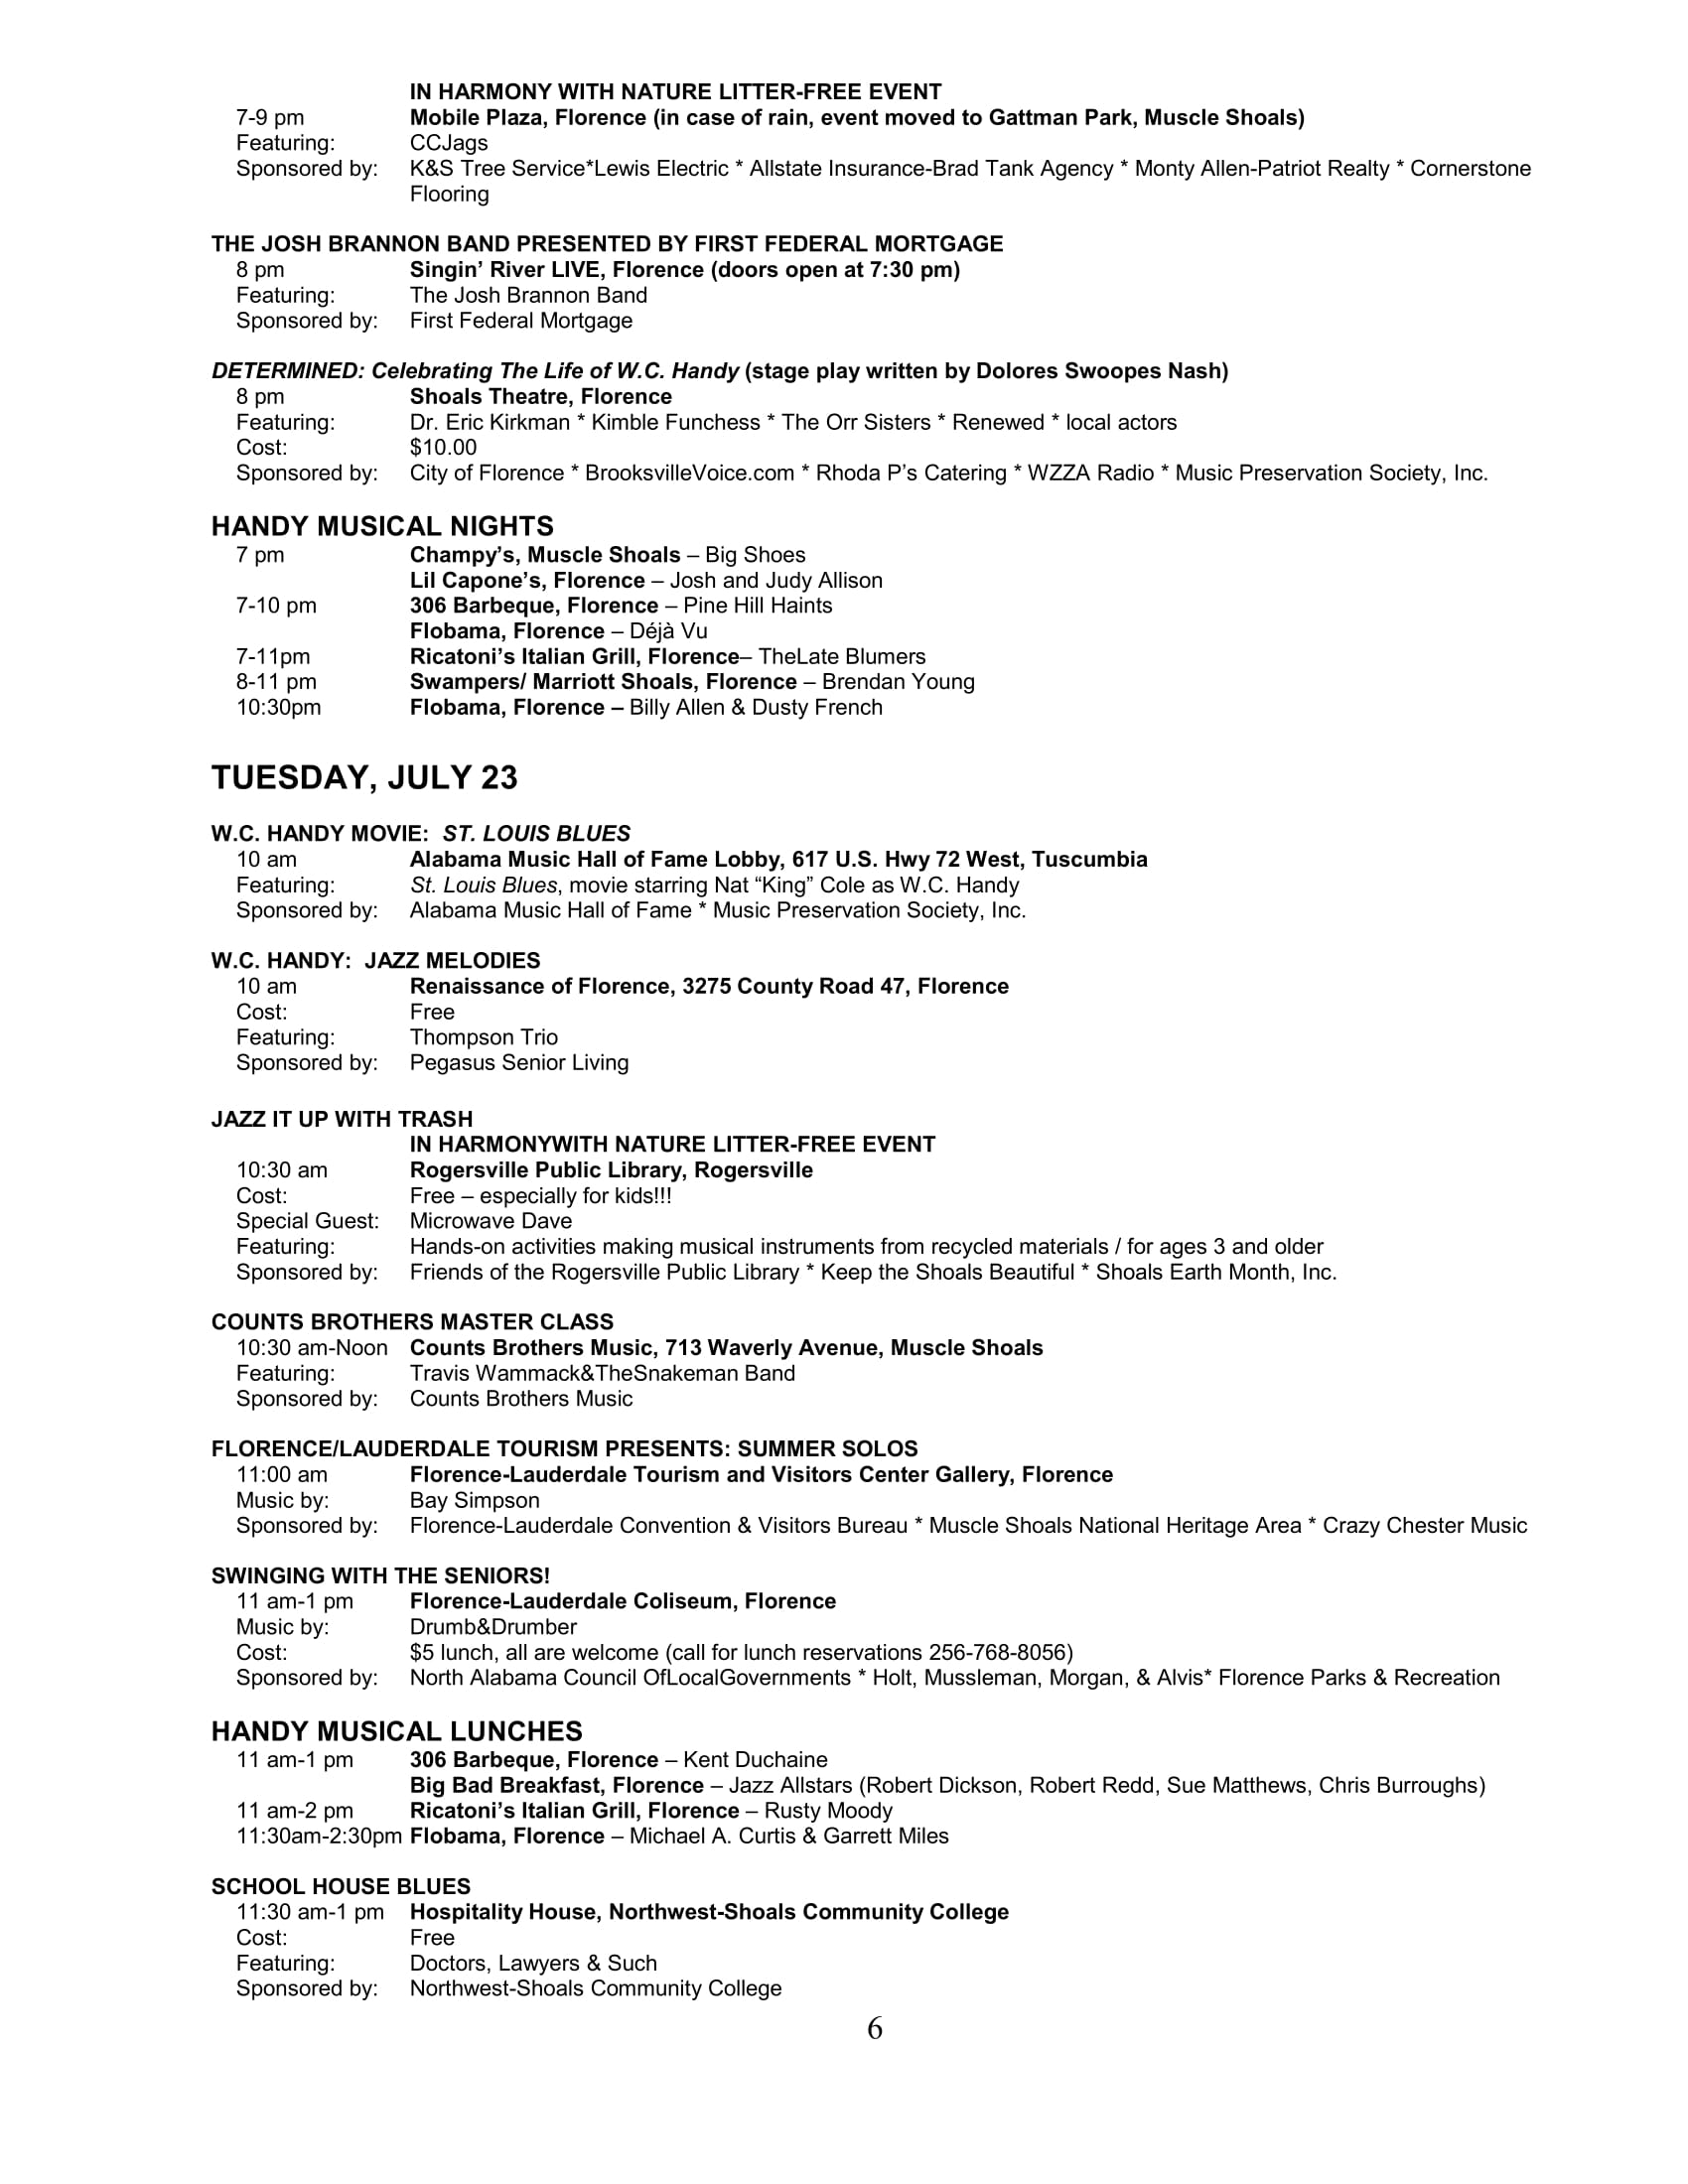 IN HARMONY WITH NATURE LITTER-FREE EVENT
7-9 pm Mobile Plaza, Florence (in case of rain, event moved to Gattman Park, Muscle Shoals)
Featuring: CCJags
Sponsored by: K&S Tree Service*Lewis Electric * Allstate Insurance-Brad Tank Agency * Monty Allen-Patriot Realty * Cornerstone
Flooring
THE JOSH BRANNON BAND PRESENTED BY FIRST FEDERAL MORTGAGE
8 pm Singin’ River LIVE, Florence (doors open at 7:30 pm)
Featuring: The Josh Brannon Band
Sponsored by: First Federal Mortgage
DETERMINED: Celebrating The Life of W.C. Handy (stage play written by Dolores Swoopes Nash)
8 pm Shoals Theatre, Florence
Featuring: Dr. Eric Kirkman * Kimble Funchess * The Orr Sisters * Renewed * local actors
Cost: $10.00
Sponsored by: City of Florence * BrooksvilleVoice.com * Rhoda P’s Catering * WZZA Radio * Music Preservation Society, Inc.
HANDY MUSICAL NIGHTS
7 pm Champy’s, Muscle Shoals – Big Shoes
Lil Capone’s, Florence – Josh and Judy Allison
7-10 pm 306 Barbeque, Florence – Pine Hill Haints
Flobama, Florence – Déjà Vu
7-11pm Ricatoni’s Italian Grill, Florence– TheLate Blumers
8-11 pm Swampers/ Marriott Shoals, Florence – Brendan Young
10:30pm Flobama, Florence – Billy Allen & Dusty French
TUESDAY, JULY 23
W.C. HANDY MOVIE: ST. LOUIS BLUES
10 am Alabama Music Hall of Fame Lobby, 617 U.S. Hwy 72 West, Tuscumbia
Featuring: St. Louis Blues, movie starring Nat “King” Cole as W.C. Handy
Sponsored by: Alabama Music Hall of Fame * Music Preservation Society, Inc.
W.C. HANDY: JAZZ MELODIES
10 am Renaissance of Florence, 3275 County Road 47, Florence
Cost: Free
Featuring: Thompson Trio
Sponsored by: Pegasus Senior Living
JAZZ IT UP WITH TRASH
IN HARMONYWITH NATURE LITTER-FREE EVENT
10:30 am Rogersville Public Library, Rogersville
Cost: Free – especially for kids!!!
Special Guest: Microwave Dave
Featuring: Hands-on activities making musical instruments from recycled materials / for ages 3 and older
Sponsored by: Friends of the Rogersville Public Library * Keep the Shoals Beautiful * Shoals Earth Month, Inc.
COUNTS BROTHERS MASTER CLASS
10:30 am-Noon Counts Brothers Music, 713 Waverly Avenue, Muscle Shoals
Featuring: Travis Wammack&TheSnakeman Band
Sponsored by: Counts Brothers Music
FLORENCE/LAUDERDALE TOURISM PRESENTS: SUMMER SOLOS
11:00 am Florence-Lauderdale Tourism and Visitors Center Gallery, Florence
Music by: Bay Simpson
Sponsored by: Florence-Lauderdale Convention & Visitors Bureau * Muscle Shoals National Heritage Area * Crazy Chester Music
SWINGING WITH THE SENIORS!
11 am-1 pm Florence-Lauderdale Coliseum, Florence
Music by: Drumb&Drumber
Cost: $5 lunch, all are welcome (call for lunch reservations 256-768-8056)
Sponsored by: North Alabama Council OfLocalGovernments * Holt, Mussleman, Morgan, & Alvis* Florence Parks & Recreation
HANDY MUSICAL LUNCHES
11 am-1 pm 306 Barbeque, Florence – Kent Duchaine
Big Bad Breakfast, Florence – Jazz Allstars (Robert Dickson, Robert Redd, Sue Matthews, Chris Burroughs)
11 am-2 pm Ricatoni’s Italian Grill, Florence – Rusty Moody
11:30am-2:30pm Flobama, Florence – Michael A. Curtis & Garrett Miles
SCHOOL HOUSE BLUES
11:30 am-1 pm Hospitality House, Northwest-Shoals Community College
Cost: Free
Featuring: Doctors, Lawyers & Such
Sponsored by: Northwest-Shoals Community College
6